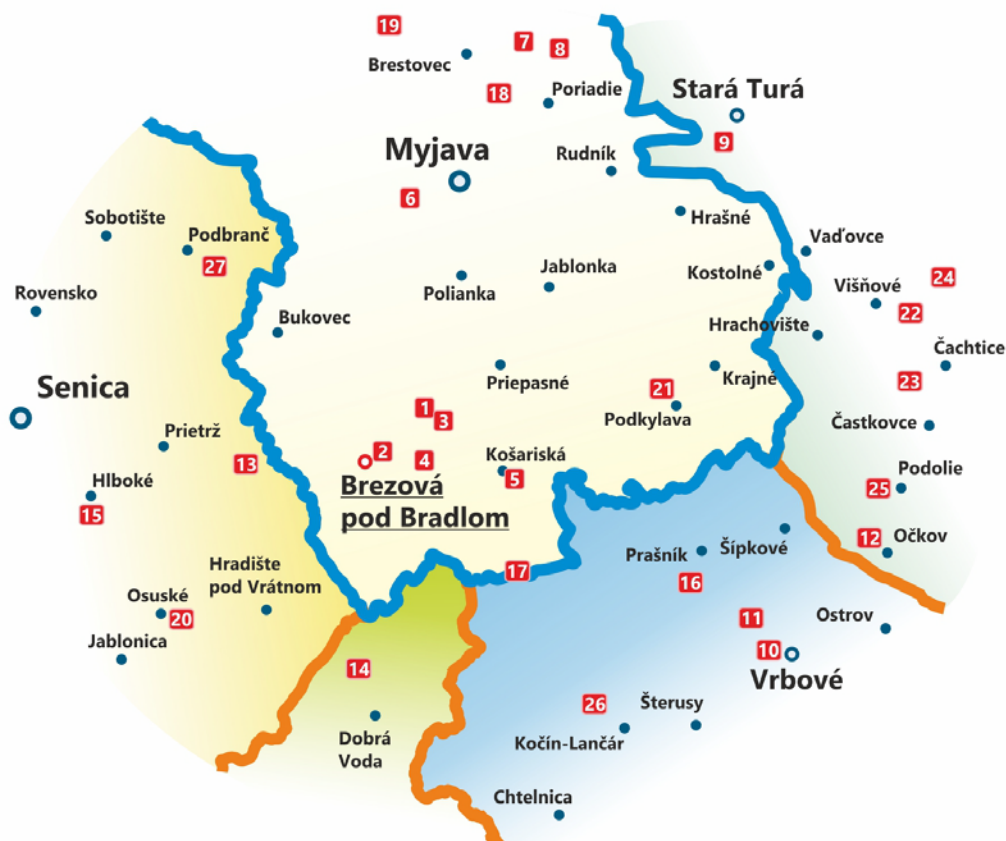 19
7
8
Brestovec
18
Poriadie
Stará Turá
9
Myjava
Rudník
6
Hrašné
Sobotište
Podbranč
27
Vaďovce
Jablonka
Kostolné
24
Polianka
Višňové
Rovensko
22
Bukovec
Hrachovište
Čachtice
Priepasné
Krajné
23
Senica
21
1
3
Podkylava
Častkovce
Prietrž
2
4
Košariská
13
5
Podolie
Hlboké
25
15
Brezová
pod Bradlom
12
Očkov
Šípkové
Prašník
17
16
Hradište
pod Vrátnom
Osuské
20
11
Ostrov
Jablonica
10
Vrbové
14
26
Šterusy
Dobrá
Voda
Kočín-Lančár
Chtelnica